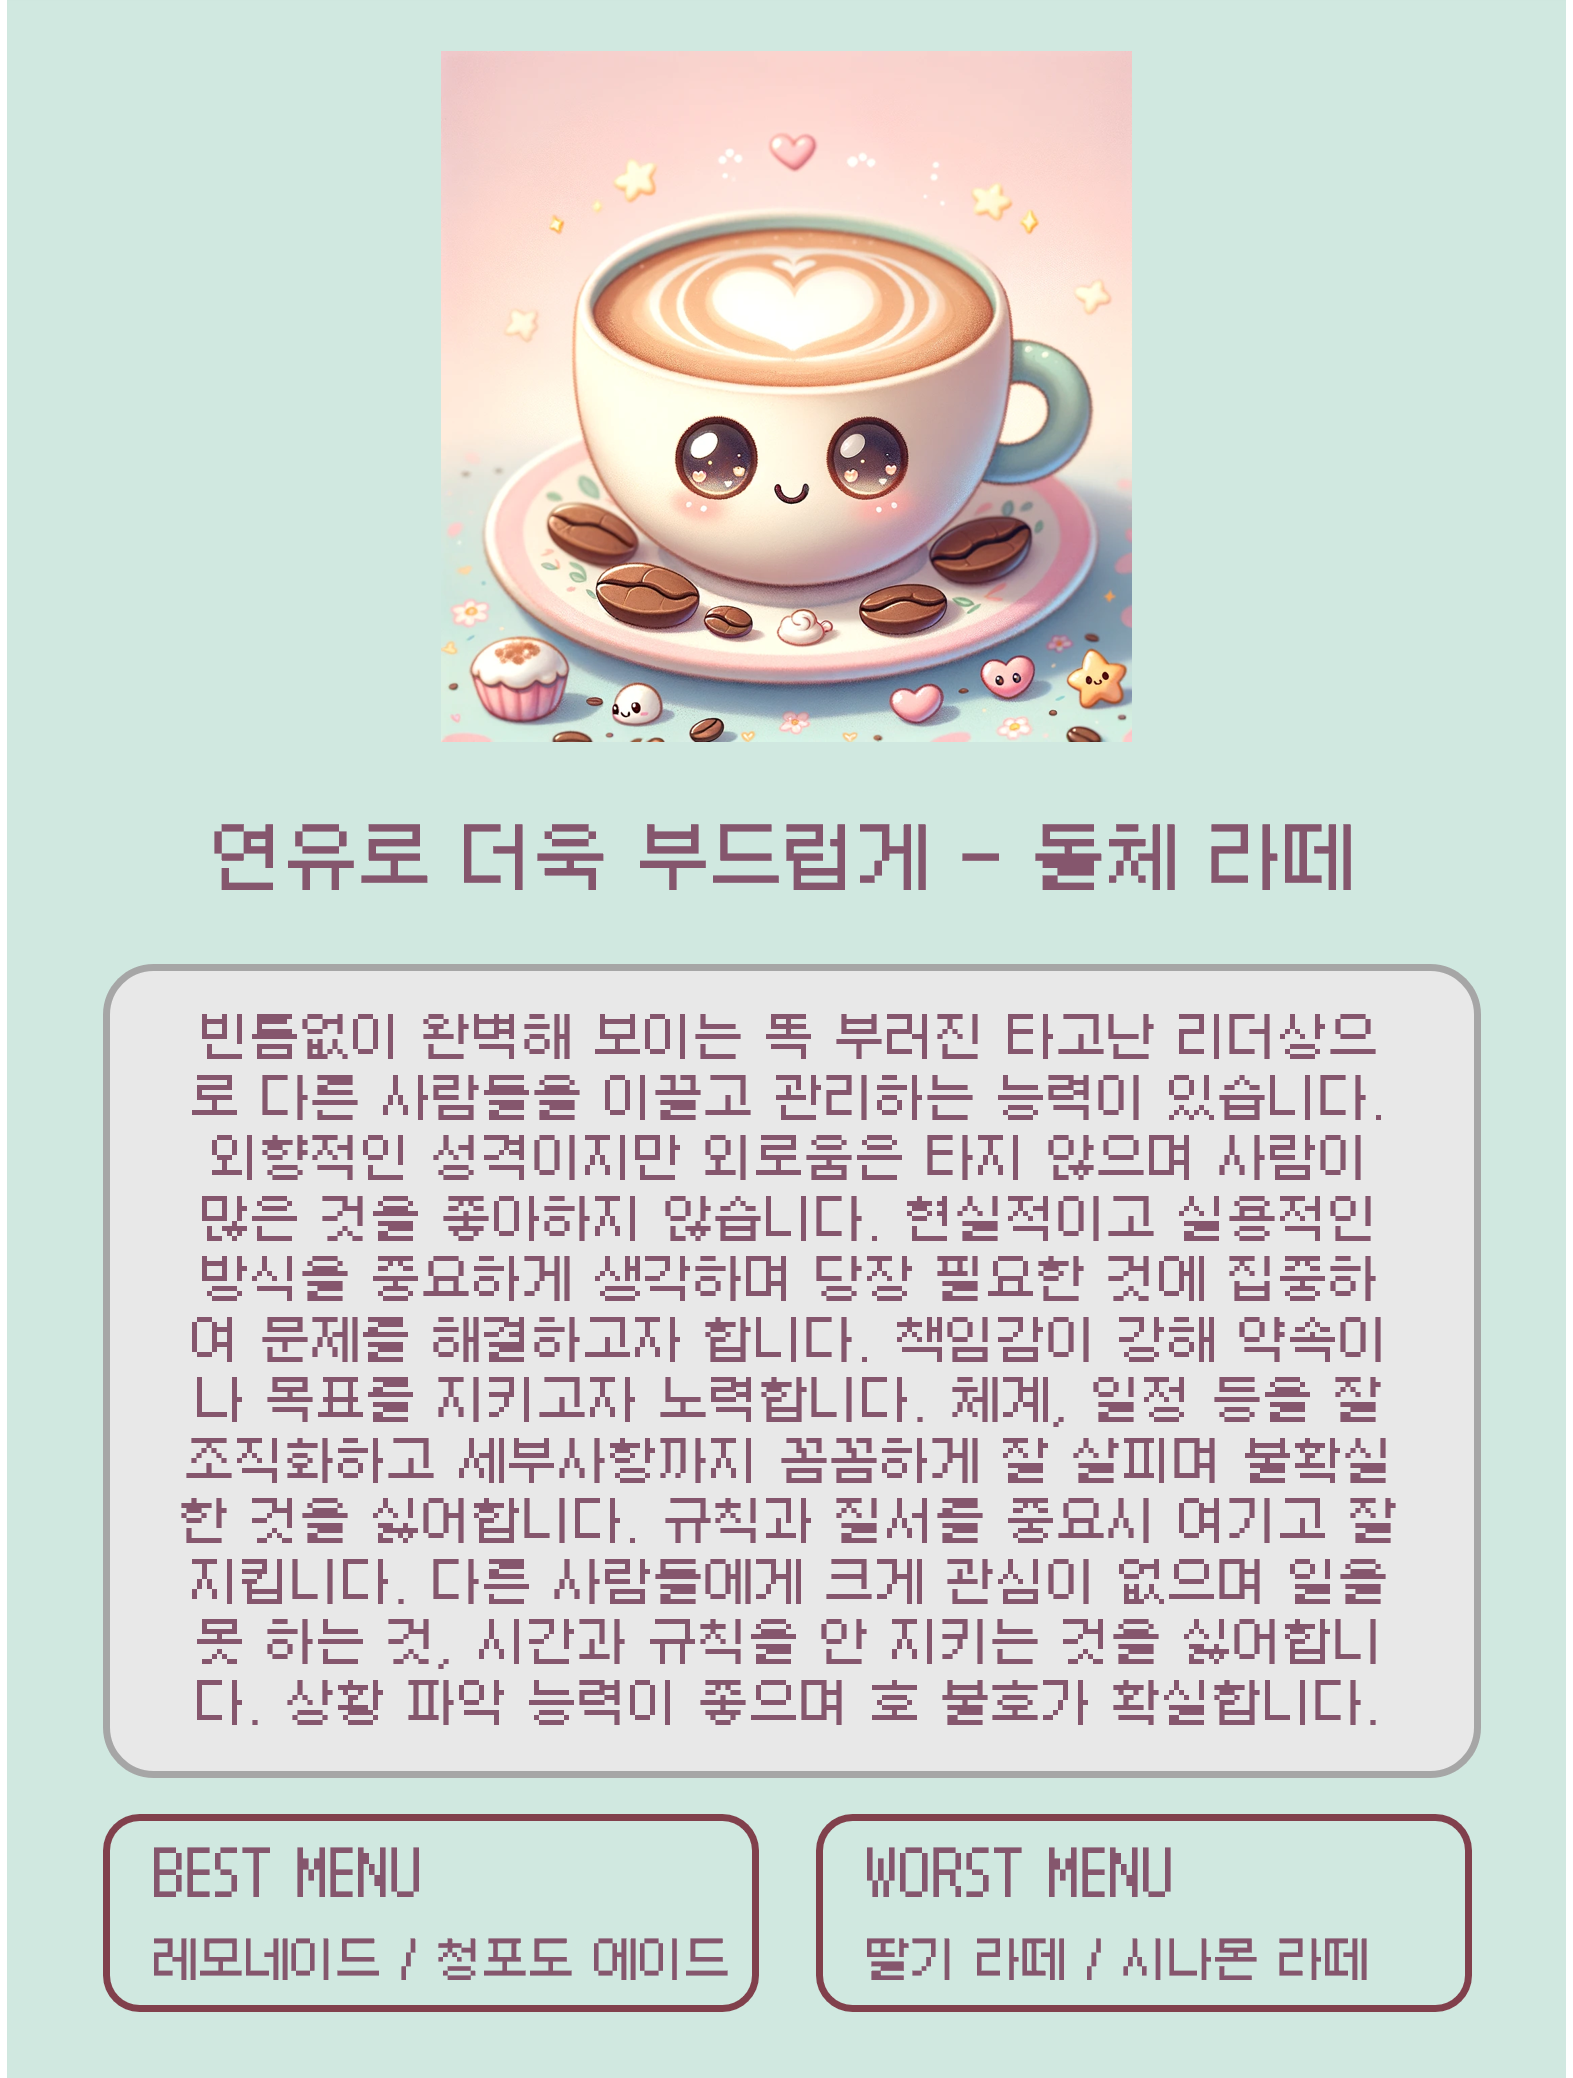 연유로 더욱 부드럽게 - 돌체 라떼
빈틈없이 완벽해 보이는 똑 부러진 타고난 리더상으
로 다른 사람들을 이끌고 관리하는 능력이 있습니다.
외향적인 성격이지만 외로움은 타지 않으며 사람이
많은 것을 좋아하지 않습니다. 현실적이고 실용적인
방식을 중요하게 생각하며 당장 필요한 것에 집중하
여 문제를 해결하고자 합니다. 책임감이 강해 약속이
나 목표를 지키고자 노력합니다. 체계, 일정 등을 잘
조직화하고 세부사항까지 꼼꼼하게 잘 살피며 불확실
한 것을 싫어합니다. 규칙과 질서를 중요시 여기고 잘
지킵니다. 다른 사람들에게 크게 관심이 없으며 일을
못 하는 것, 시간과 규칙을 안 지키는 것을 싫어합니
다. 상황 파악 능력이 좋으며 호 불호가 확실합니다.
BEST MENU
레모네이드 / 청포도 에이드
WORST MENU
딸기 라떼 / 시나몬 라떼